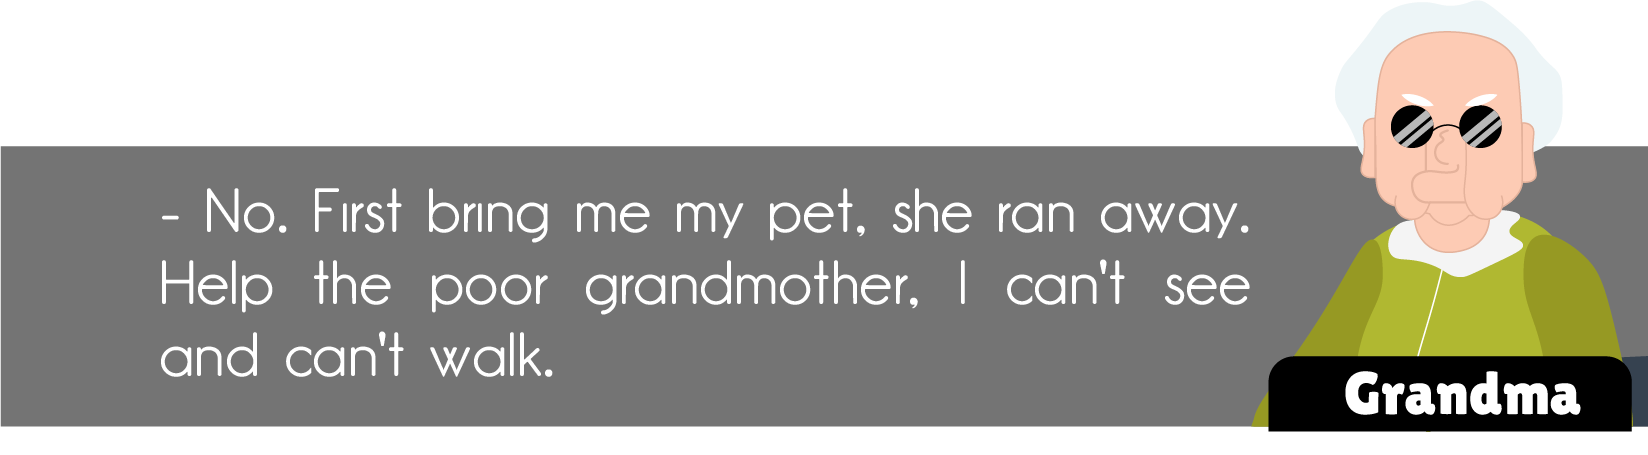 - No. First bring me my pet, she ran away.
Help the poor grandmother, I can't see
and can't walk.
Grandma